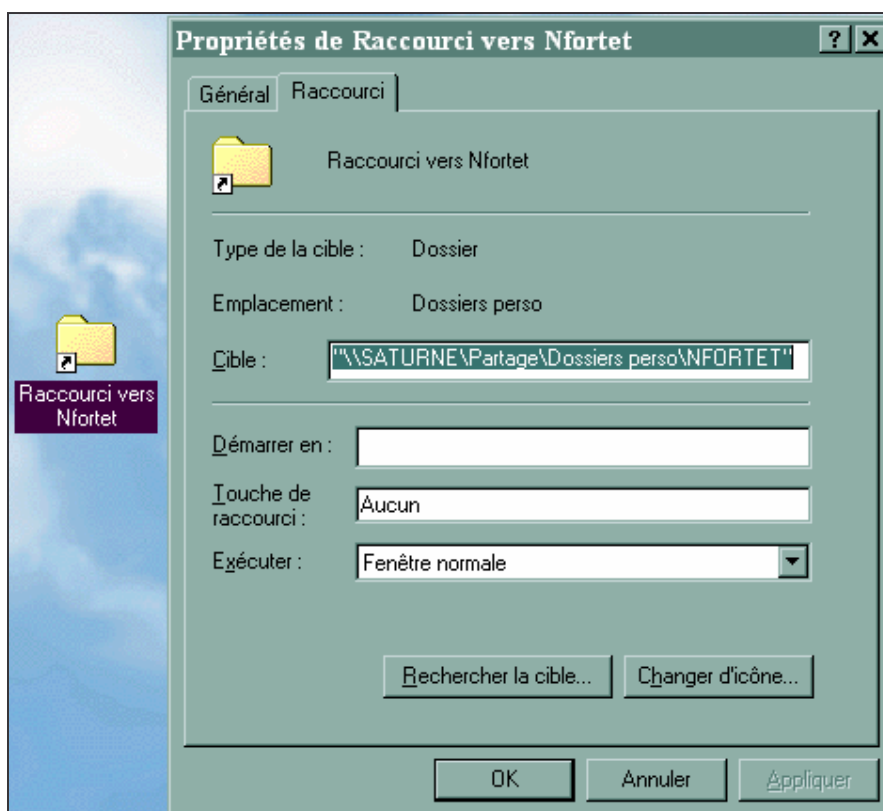 Propriétés de Raccourci vers Nfortet
Général
Raccourci
Raccourci vers Nfortet
Type de la cible :
Dossier
Emplacement :
Dossiers perso
Cible :
"\\SATURNE\Partage\Dossiers perso\NFORTET"
Démarrer en :
Touche de
raccourci :
Aucun
Exécuter :
Fenêtre normale
Rechercher la cible...
Changer d'icône...
OK
Annuler
Appliquer
Raccourci vers
Nfortet